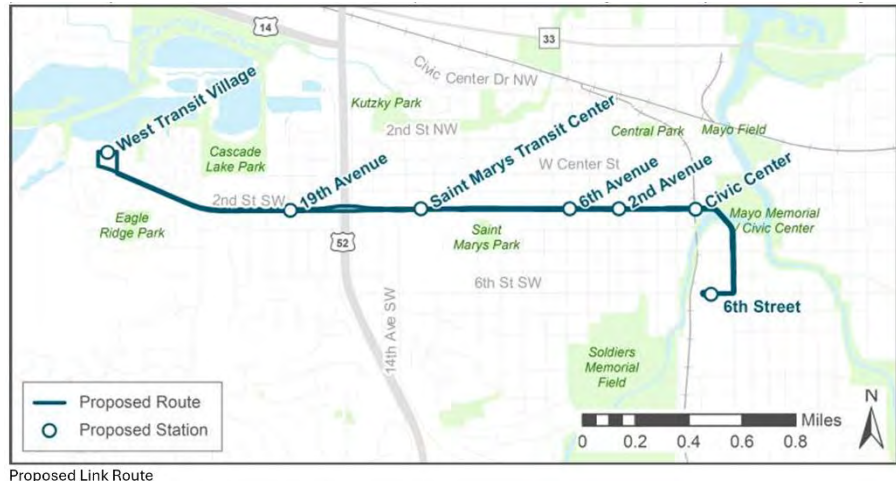 14
33
Civic Center Dr NW
West Transit Village
Kutzky Park
2nd St NW
Saint Marys Transit Center
Central Park
Mayo Field
Cascade
Lake Park
W Center St
19th Avenue
6th Avenue
2nd Avenue
Civic Center
2nd St SW
Eagle
Ridge Park
52
Saint
Marys Park
Mayo Memorial
/ Civic Center
6th St SW
14th Ave SW
6th Street
Soldiers
Memorial
Field
Proposed Route
Proposed Station
N
Miles
0 0.2 0.4 0.6 0.8
Proposed Link Route